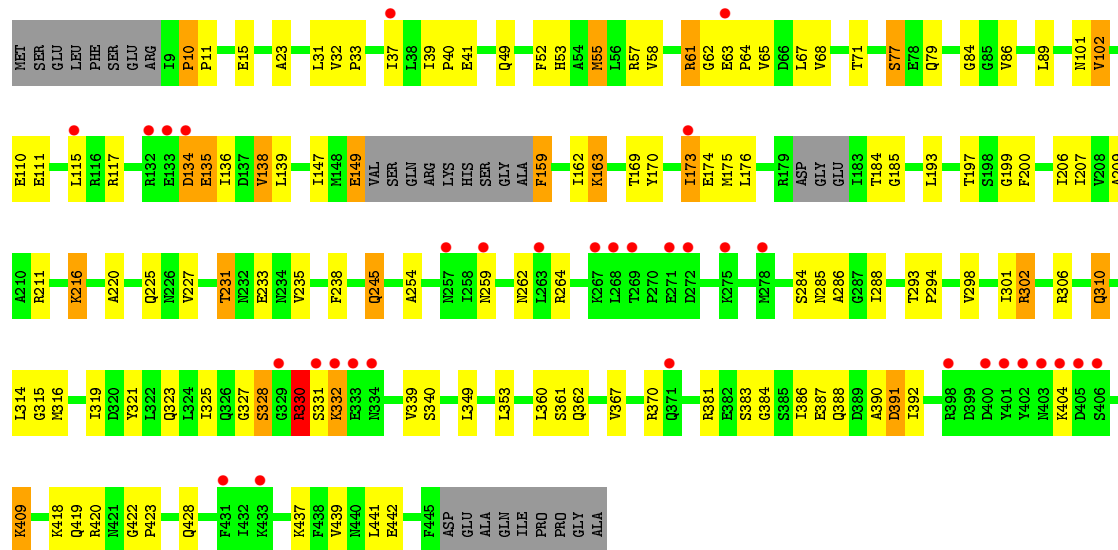 MET SER GLU LEU PHE SER GLU ARG I9 P10 P11 E15 A23 L31 V32 P33 I37 L38 I39 P40 E41 Q49 F52 H53 A54 M55 L56 R57 V58 R61 G62 E63 P64 V65 D66 L67 V68 T71 S77 E78 Q79 G84 G85 V86 L89 N101 V102
E110 E111 L115 R116 R117 R132 E133 D134 E135 I136 D137 V138 L139 I147 M148 E149 VAL SER GLN ARG LYS HIS SER GLY ALA F159 I162 K163 T169 Y170 I173 E174 M175 L176 R179 ASP GLY GLU I183 T184 G185 L193 T197 S198 G199 F200 I206 I207 V208 A209
A210 R211 K216 A220 Q225 N226 V227 T231 N232 E233 N234 V235 F238 Q245 A254 N257 I258 N259 N262 L263 R264 K267 L268 T269 P270 E271 D272 K275 M278 S284 N285 A286 G287 I288 T293 P294 V298 I301 R302 R306 Q310
L314 G315 M316 I319 D320 Y321 L322 Q323 L324 I325 Q326 G327 S328 G329 R330 S331 K332 E333 N334 V339 S340 L349 L353 L360 S361 Q362 V367 R370 Q371 R381 E382 S383 G384 S385 I386 E387 Q388 D389 A390 D391 I392 R398 D399 D400 Y401 Y402 N403 K404 D405 S406
K409 K418 Q419 R420 N421 G422 P423 Q428 F431 I432 K433 K437 F438 V439 N440 L441 E442 F445 ASP GLU ALA GLN ILE PRO PRO GLY ALA